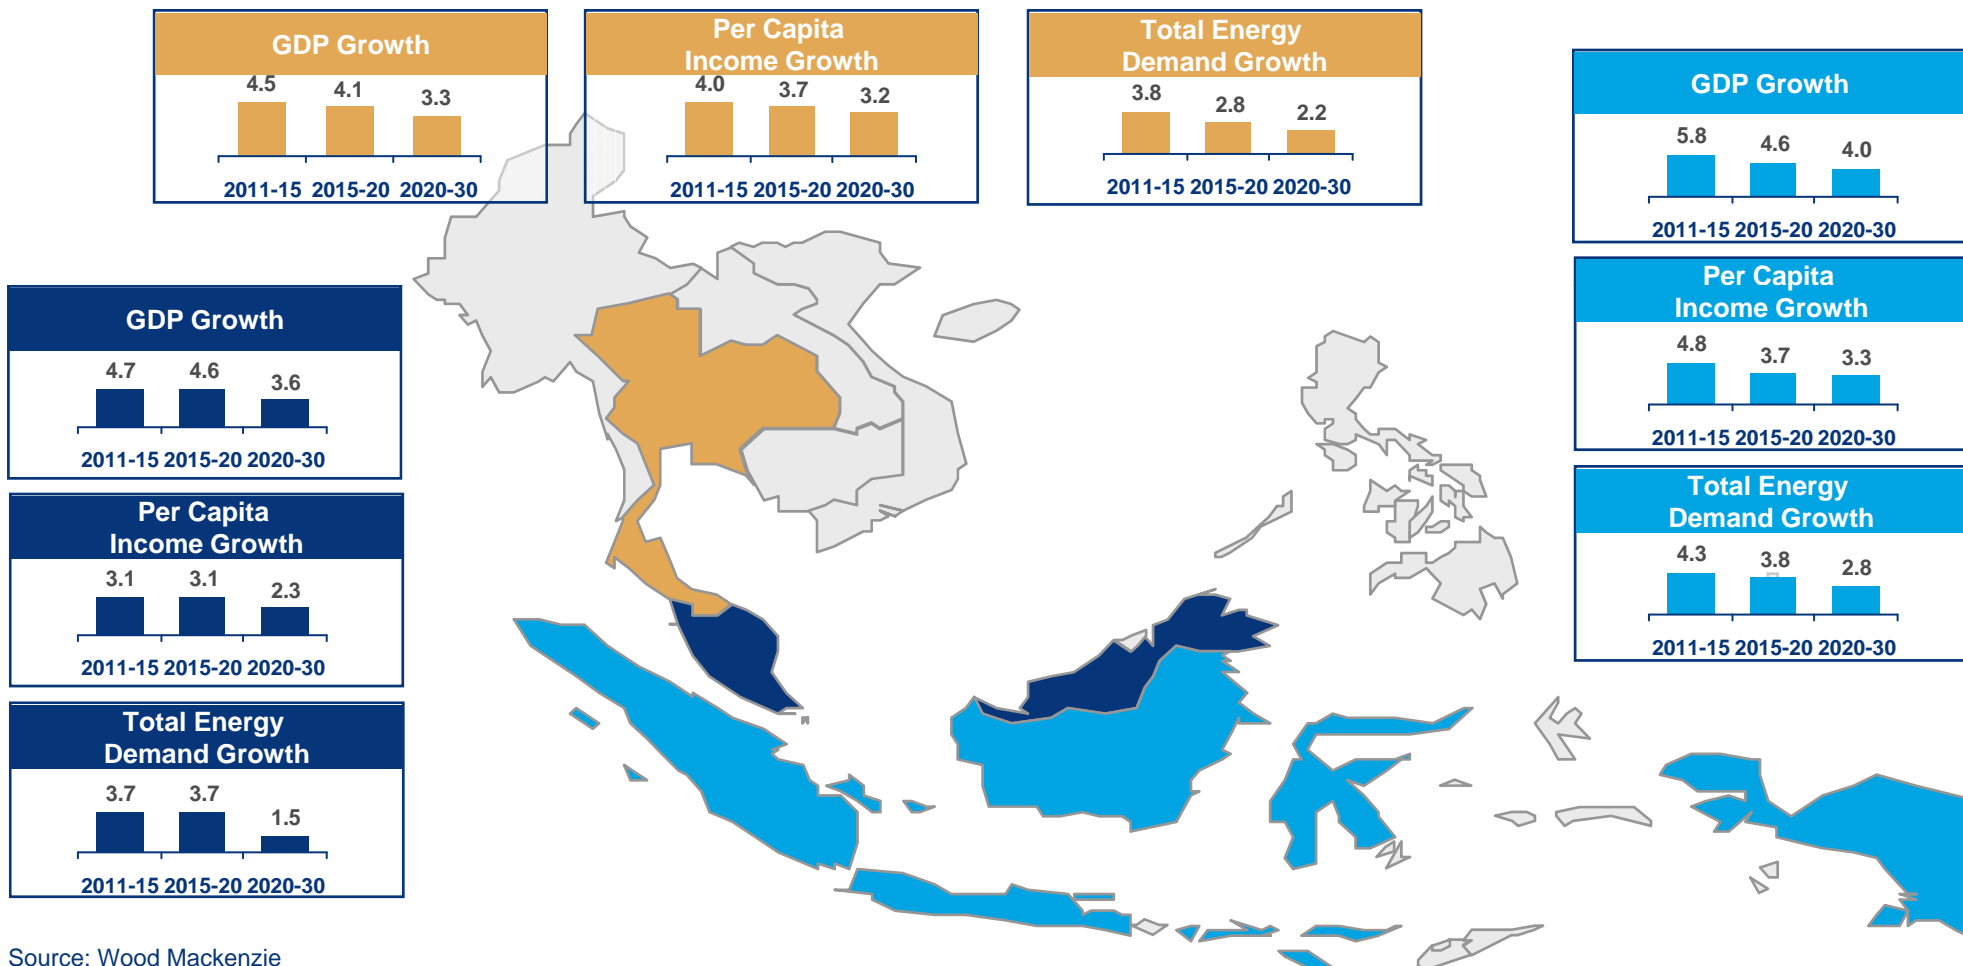 GDP Growth
4.5 4.1 3.3
2011-15 2015-20 2020-30
Per Capita
Income Growth
4.0 3.7 3.2
2011-15 2015-20 2020-30
Total Energy
Demand Growth
3.8 2.8 2.2
2011-15 2015-20 2020-30
GDP Growth
5.8 4.6 4.0
2011-15 2015-20 2020-30
Per Capita
Income Growth
4.8 3.7 3.3
2011-15 2015-20 2020-30
Total Energy
Demand Growth
4.3 3.8 2.8
2011-15 2015-20 2020-30
GDP Growth
4.7 4.6 3.6
2011-15 2015-20 2020-30
Per Capita
Income Growth
3.1 3.1 2.3
2011-15 2015-20 2020-30
Total Energy
Demand Growth
3.7 3.7 1.5
2011-15 2015-20 2020-30
Source: Wood Mackenzie